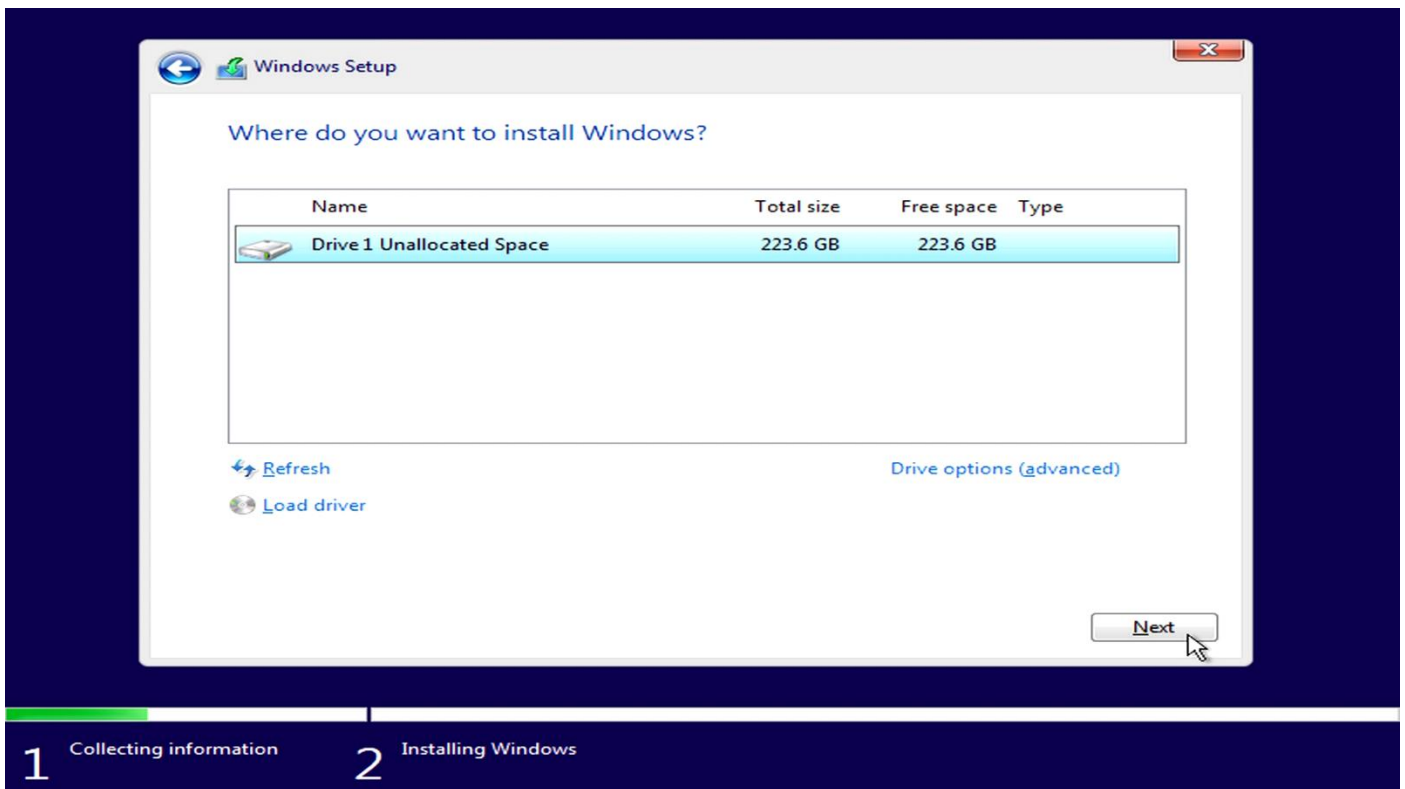 Windows Setup
Where do you want to install Windows?
Name Total size Free space Type
Drive 1 Unallocated Space 223.6 GB 223.6 GB
Refresh Drive options (advanced)
Load driver
Next
1 Collecting information 2 Installing Windows